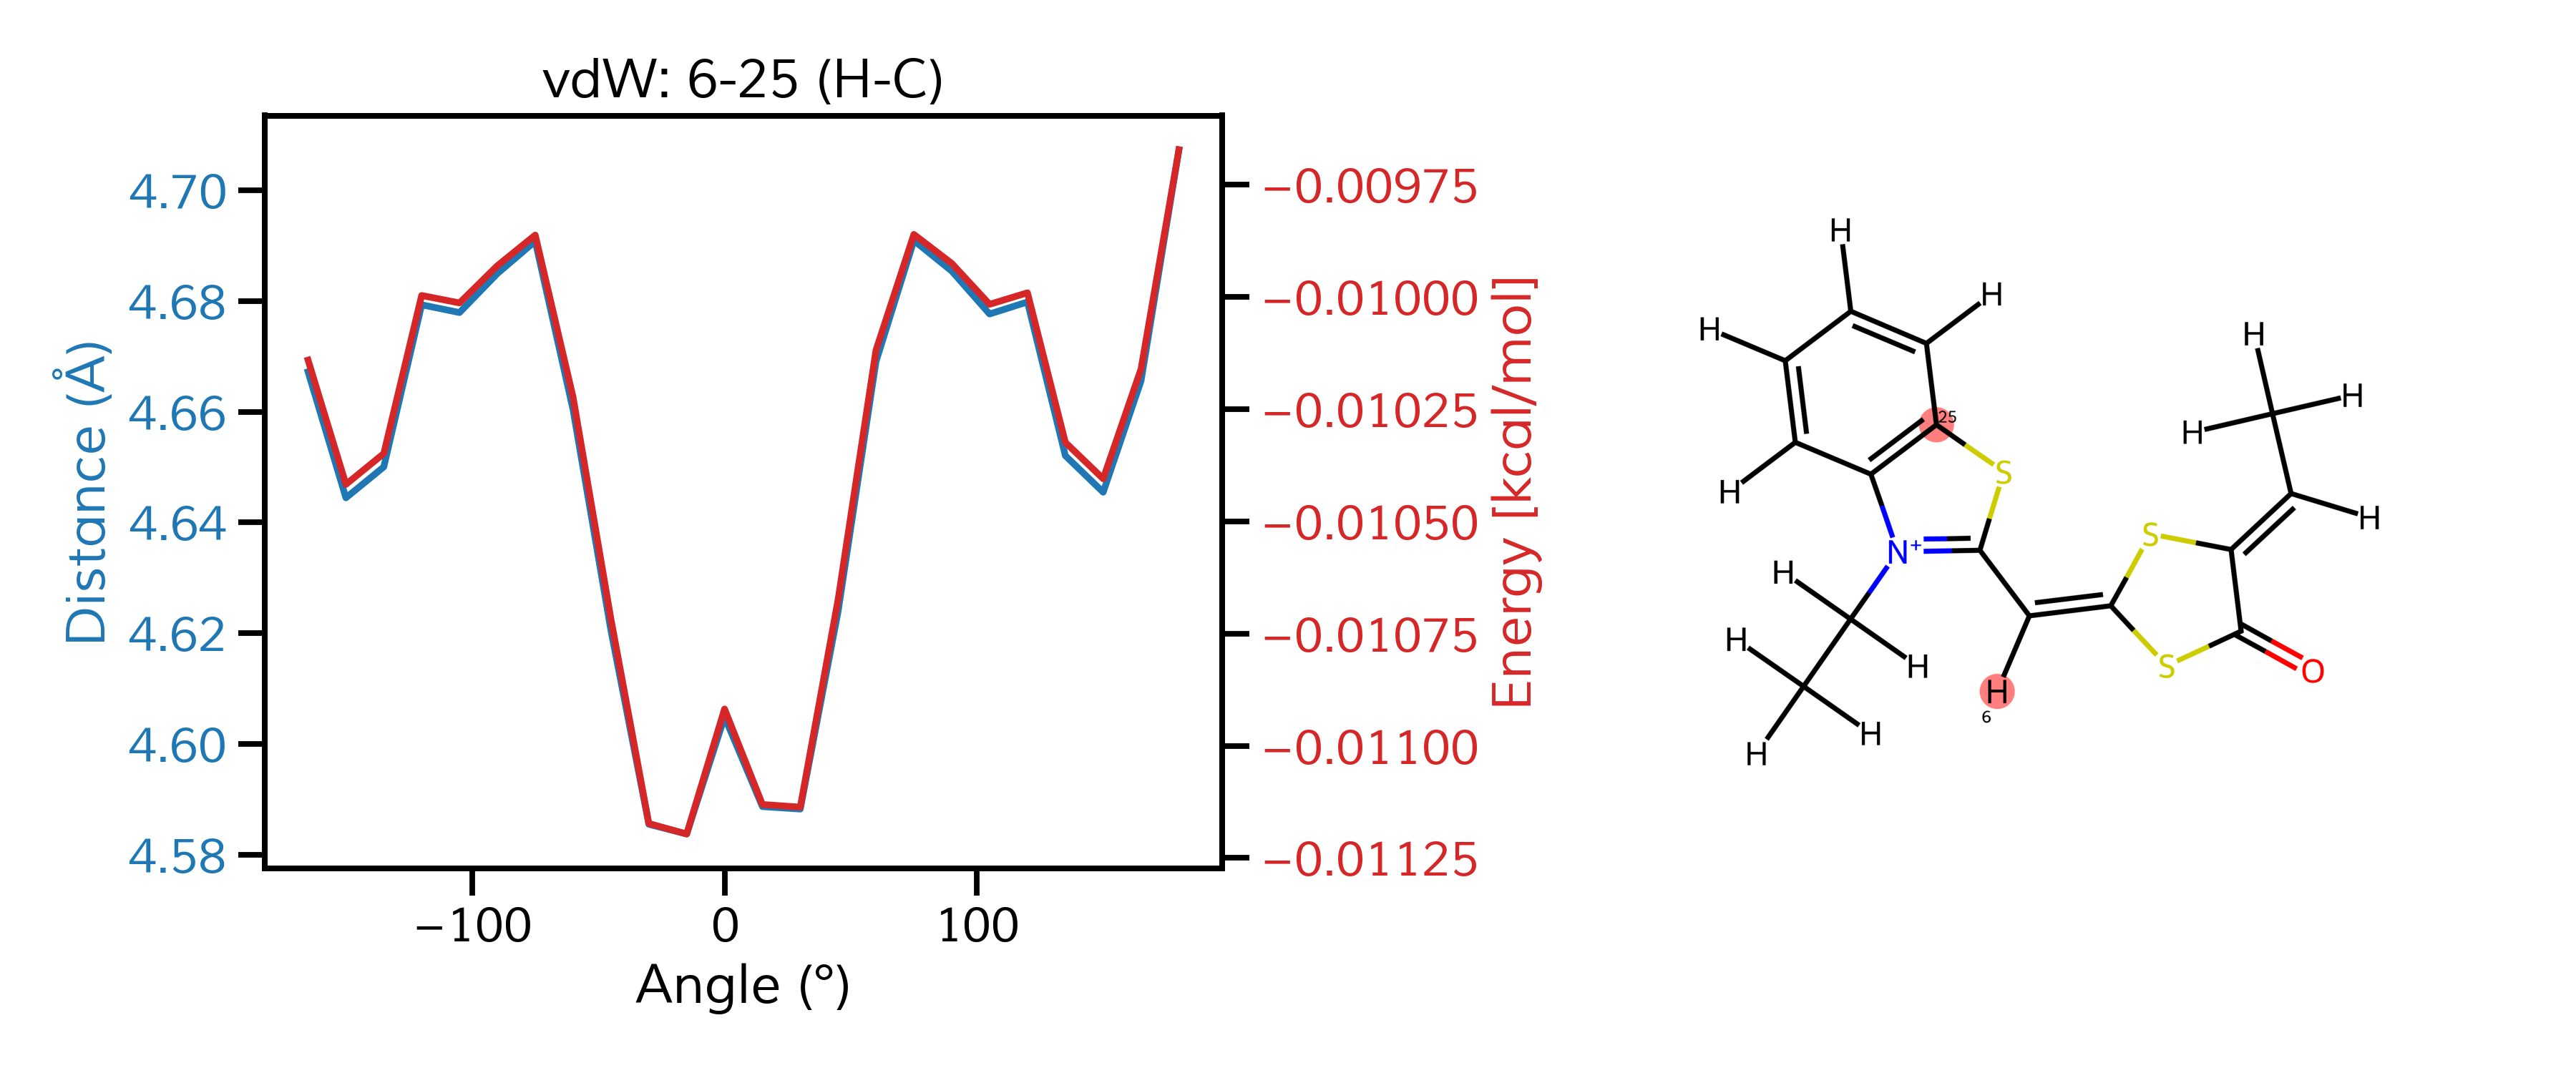 vdW: 6-25 (H-C)
4.70
4.68
4.66
4.64
4.62
4.60
4.58
Distance (Å)
−100
0
100
Angle (°)
−0.00975
−0.01000
−0.01025
−0.01050
−0.01075
−0.01100
−0.01125
Energy [kcal/mol]
H
H
H
H
H
H
25
H
S
H
H
S
N+
H
H
H
S
O
H
6
H
H